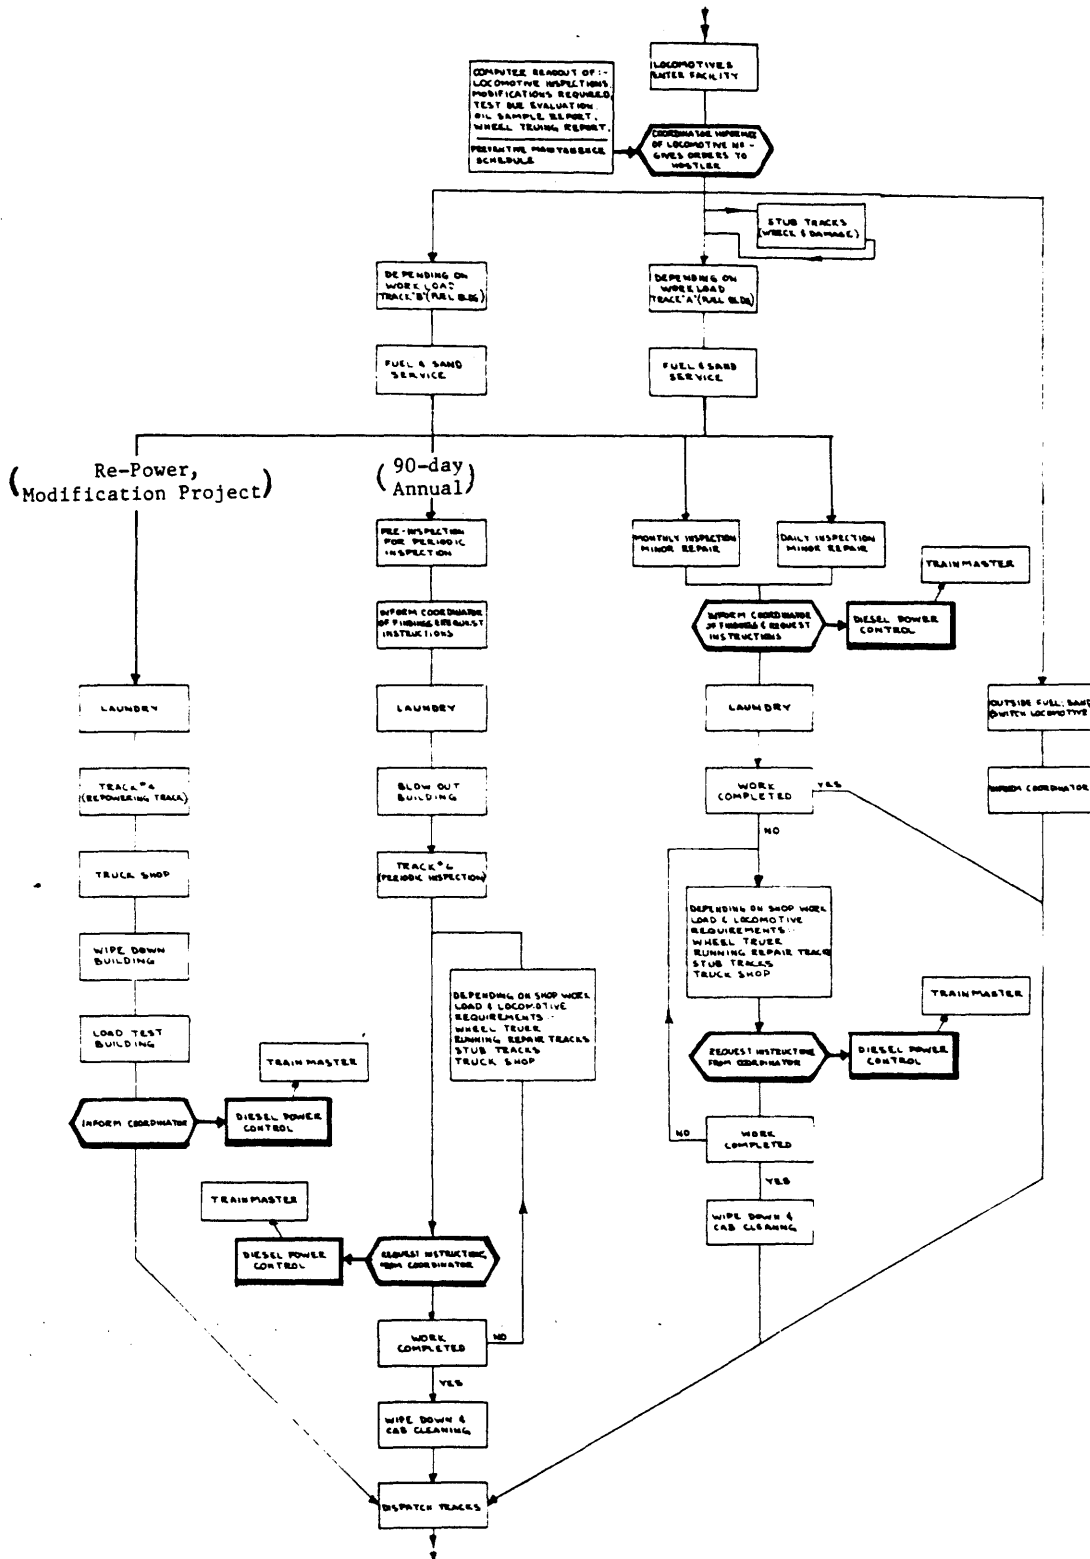 LOCOMOTIVES
ENTER FACILITY
COMPUTER READOUT OF:-
LOCOMOTIVE INSPECTIONS,
MODIFICATIONS REQUIRED,
TEST DUE EVALUATION,
OIL SAMPLE REPORT,
WHEEL TRUING REPORT.
PREVENTIVE MAINTENANCE
SCHEDULE
COORDINATOR INFORMED
OF LOCOMOTIVE Nº -
GIVES ORDERS TO
HOSTLER
STUB TRACKS
(WRECK & DAMAGE)
DEPENDING ON
WORK LOAD
TRACK "B" (FUEL BLDG)
DEPENDING ON
WORK LOAD
TRACK "A" (FUEL BLDG)
FUEL & SAND
SERVICE
FUEL & SAND
SERVICE
(Re-Power,
Modification Project)
(90-day
Annual)
PRE-INSPECTION
FOR PERIODIC
INSPECTION
MONTHLY INSPECTION
MINOR REPAIR
DAILY INSPECTION
MINOR REPAIR
TRAINMASTER
INFORM COORDINATOR
OF FINDINGS & REQUEST
INSTRUCTIONS
INFORM COORDINATOR
OF FINDINGS & REQUEST
INSTRUCTIONS
DIESEL POWER
CONTROL
LAUNDRY
LAUNDRY
LAUNDRY
OUTSIDE FUEL, SAND
SWITCH LOCOMOTIVE
TRACK #4
(REPOWERING TRACK)
BLOW OUT
BUILDING
WORK
COMPLETED
YES
INFORM COORDINATOR
NO
TRUCK SHOP
TRACK #6
(PERIODIC INSPECTION)
DEPENDING ON SHOP WORK
LOAD & LOCOMOTIVE
REQUIREMENTS:-
WHEEL TRUER
RUNNING REPAIR TRACKS
STUB TRACKS
TRUCK SHOP
WIPE DOWN
BUILDING
DEPENDING ON SHOP WORK
LOAD & LOCOMOTIVE
REQUIREMENTS:-
WHEEL TRUER
RUNNING REPAIR TRACKS
STUB TRACKS
TRUCK SHOP
TRAINMASTER
LOAD TEST
BUILDING
REQUEST INSTRUCTIONS
FROM COORDINATOR
DIESEL POWER
CONTROL
TRAINMASTER
INFORM COORDINATOR
DIESEL POWER
CONTROL
NO
WORK
COMPLETED
YES
TRAINMASTER
WIPE DOWN &
CAB CLEANING
DIESEL POWER
CONTROL
REQUEST INSTRUCTIONS
FROM COORDINATOR
WORK
COMPLETED
NO
YES
WIPE DOWN &
CAB CLEANING
DISPATCH TRACKS